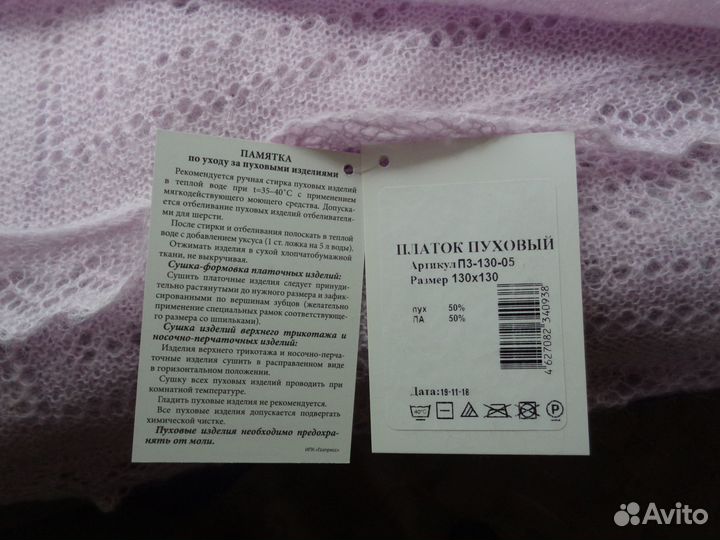 ПАМЯТКА
по уходу за пуховыми изделиями
Рекомендуется ручная стирка пуховых изделий
в теплой воде при t=35–40˚С с применением
мягкодействующего моющего средства. Допуска-
ется отбеливание пуховых изделий отбеливателя-
ми для шерсти.
После стирки и отбеливания полоскать в теплой
воде с добавлением уксуса (1 ст. ложка на 5 л воды).
Отжимать изделия в сухой хлопчатобумажной
ткани, не выкручивая.
Сушка-формовка платочных изделий:
Сушить платочные изделия следует принуди-
тельно растянутыми до нужного размера и зафик-
сированными по вершинам зубцов (желательно
применение специальных рамок соответствующе-
го размера со шпильками).
Сушка изделий верхнего трикотажа и
носочно-перчаточных изделий:
Изделия верхнего трикотажа и носочно-перча-
точные изделия сушить в расправленном виде
в горизонтальном положении.
Сушку всех пуховых изделий проводить при
комнатной температуре.
Гладить пуховые изделия не рекомендуется.
Все пуховые изделия допускается подвергать
химической чистке.
Пуховые изделия необходимо предохра-
нять от моли.
ИПК «Газпресс»
ПЛАТОК ПУХОВЫЙ
Артикул ПЗ-130-05
Размер 130х130
пух 50%
ПА 50%
4 627082 340938
Дата: 19-11-18
40°C
P
Avito